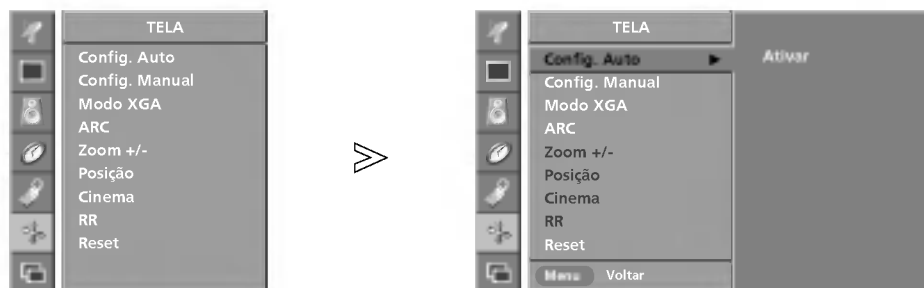 TELA
Config. Auto
Config. Manual
Modo XGA
ARC
Zoom +/-
Posição
Cinema
RR
Reset
TELA
Config. Auto
Ativar
Config. Manual
Modo XGA
ARC
Zoom +/-
Posição
Cinema
RR
Reset
Menu Voltar